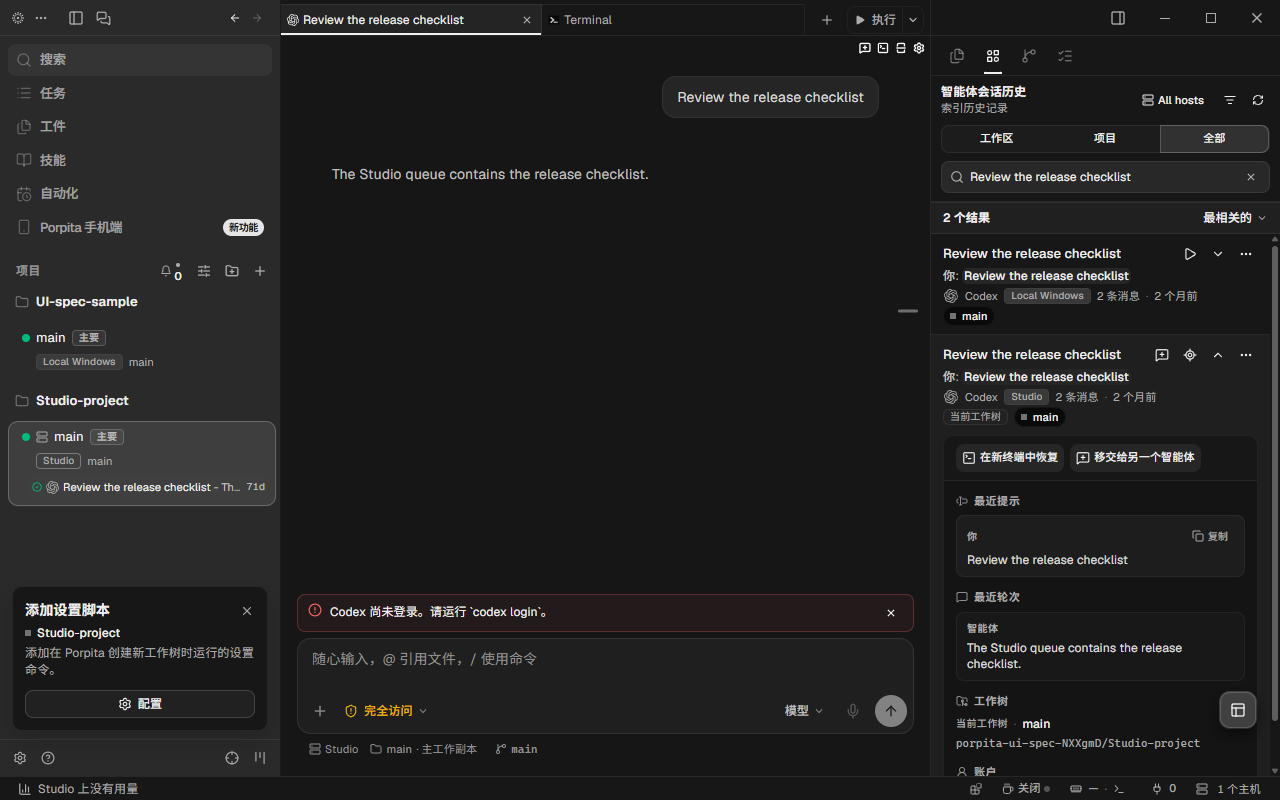 Review the release checklist
Terminal
执行
搜索
任务
工件
技能
自动化
Porpita 手机端
新功能
项目
0
UI-spec-sample
main 主要
Local Windows main
Studio-project
main 主要
Studio main
Review the release checklist - Th... 71d
添加设置脚本
Studio-project
添加在 Porpita 创建新工作树时运行的设置
命令。
配置
Review the release checklist
The Studio queue contains the release checklist.
Codex 尚未登录。请运行 `codex login`。
随心输入，@ 引用文件，/ 使用命令
完全访问
模型
Studio main · 主工作副本 main
智能体会话历史
索引历史记录
All hosts
工作区 项目 全部
Review the release checklist
2 个结果
最相关的
Review the release checklist
你: Review the release checklist
Codex Local Windows 2 条消息 · 2 个月前
main
Review the release checklist
你: Review the release checklist
Codex Studio 2 条消息 · 2 个月前
当前工作树 main
在新终端中恢复 移交给另一个智能体
最近提示
你 复制
Review the release checklist
最近轮次
智能体
The Studio queue contains the release
checklist.
工作树
当前工作树 · main
porpita-ui-spec-NXXgmD/Studio-project
账户
Studio 上没有用量
关闭
0
1 个主机